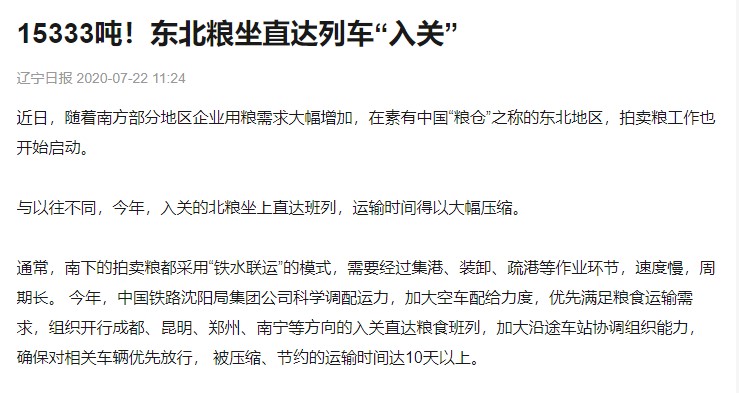 15333吨！东北粮坐直达列车“入关”
辽宁日报 2020-07-22 11:24
近日，随着南方部分地区企业用粮需求大幅增加，在素有中国“粮仓”之称的东北地区，拍卖粮工作也
开始启动。
与以往不同，今年，入关的北粮坐上直达班列，运输时间得以大幅压缩。
通常，南下的拍卖粮都采用“铁水联运”的模式，需要经过集港、装卸、疏港等作业环节，速度慢，周
期长。 今年，中国铁路沈阳局集团公司科学调配运力，加大空车配给力度，优先满足粮食运输需
求，组织开行成都、昆明、郑州、南宁等方向的入关直达粮食班列，加大沿途车站协调组织能力，
确保对相关车辆优先放行， 被压缩、节约的运输时间达10天以上。